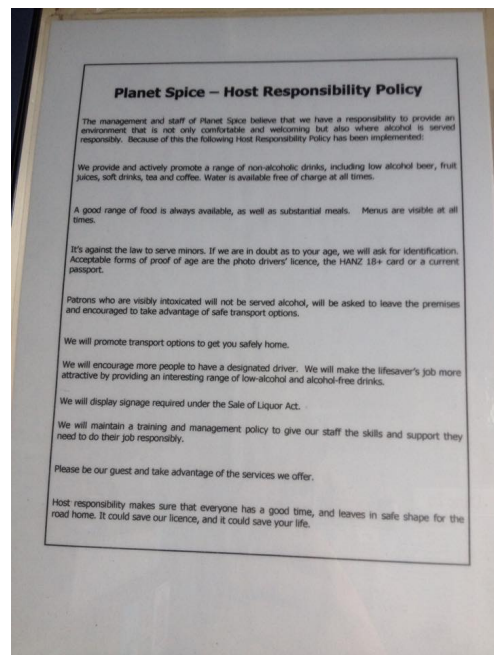 Planet Spice – Host Responsibility Policy
The management and staff of Planet Spice believe that we have a responsibility to provide an
environment that is not only comfortable and welcoming but also where alcohol is served
responsibly. Because of this the following Host Responsibility Policy has been implemented:
We provide and actively promote a range of non-alcoholic drinks, including low alcohol beer, fruit
juices, soft drinks, tea and coffee. Water is available free of charge at all times.
A good range of food is always available, as well as substantial meals. Menus are visible at all
times.
It's against the law to serve minors. If we are in doubt as to your age, we will ask for identification.
Acceptable forms of proof of age are the photo drivers' licence, the HANZ 18+ card or a current
passport.
Patrons who are visibly intoxicated will not be served alcohol, will be asked to leave the premises
and encouraged to take advantage of safe transport options.
We will promote transport options to get you safely home.
We will encourage more people to have a designated driver. We will make the lifesaver's job more
attractive by providing an interesting range of low-alcohol and alcohol-free drinks.
We will display signage required under the Sale of Liquor Act.
We will maintain a training and management policy to give our staff the skills and support they
need to do their job responsibly.
Please be our guest and take advantage of the services we offer.
Host responsibility makes sure that everyone has a good time, and leaves in safe shape for the
road home. It could save our licence, and it could save your life.